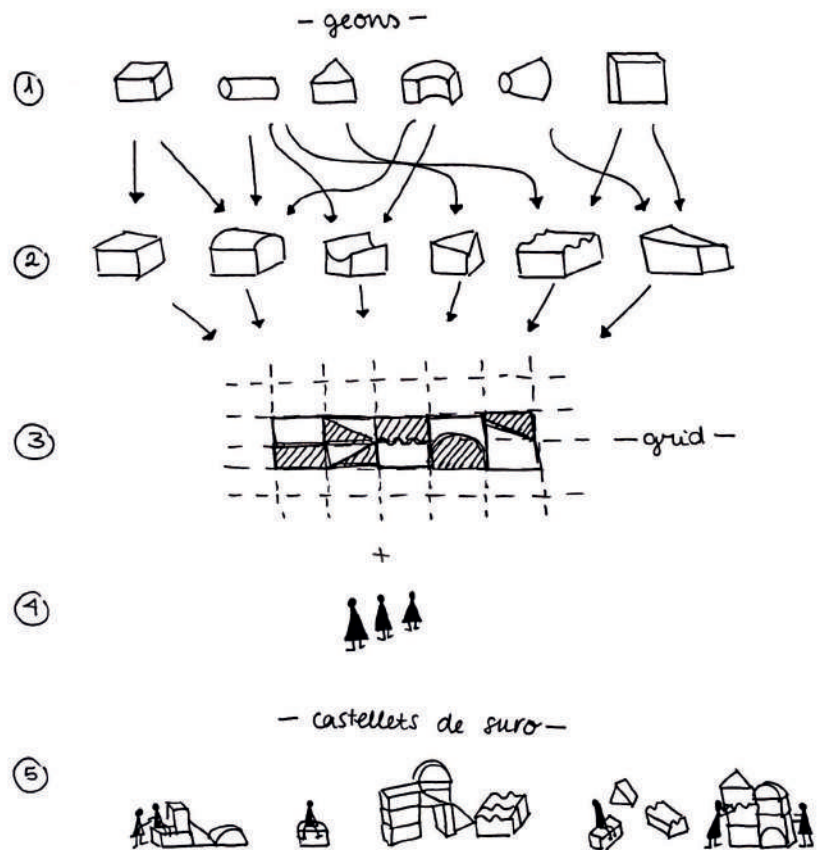 — geons —
1
2
3 — grid —
+
4
— castellets de suro —
5